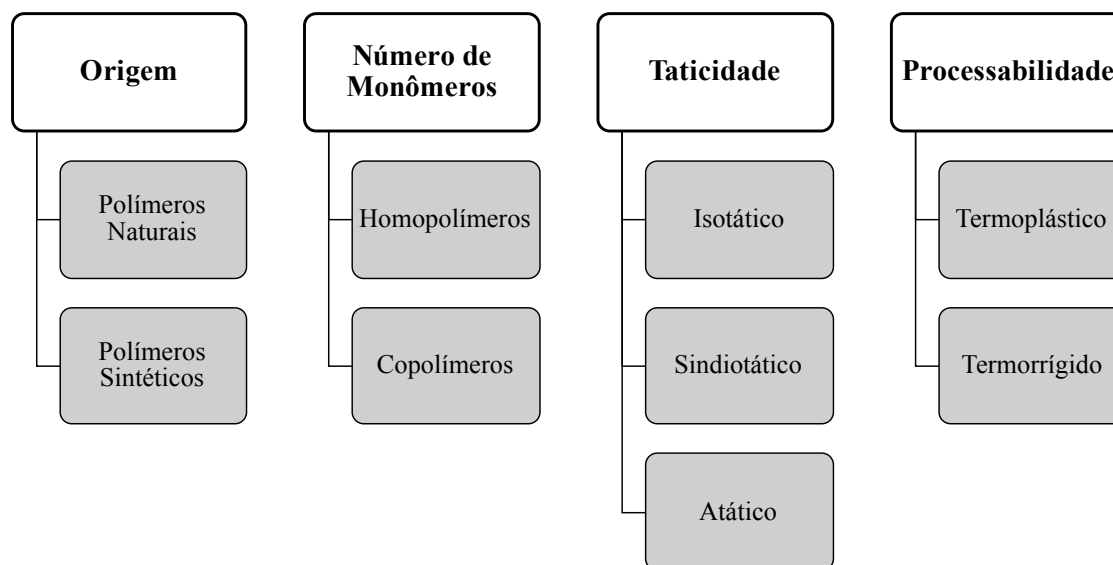 Origem
Polímeros
Naturais
Polímeros
Sintéticos
Número de
Monômeros
Homopolímeros
Copolímeros
Taticidade
Isotático
Sindiotático
Atático
Processabilidade
Termoplástico
Termorrígido